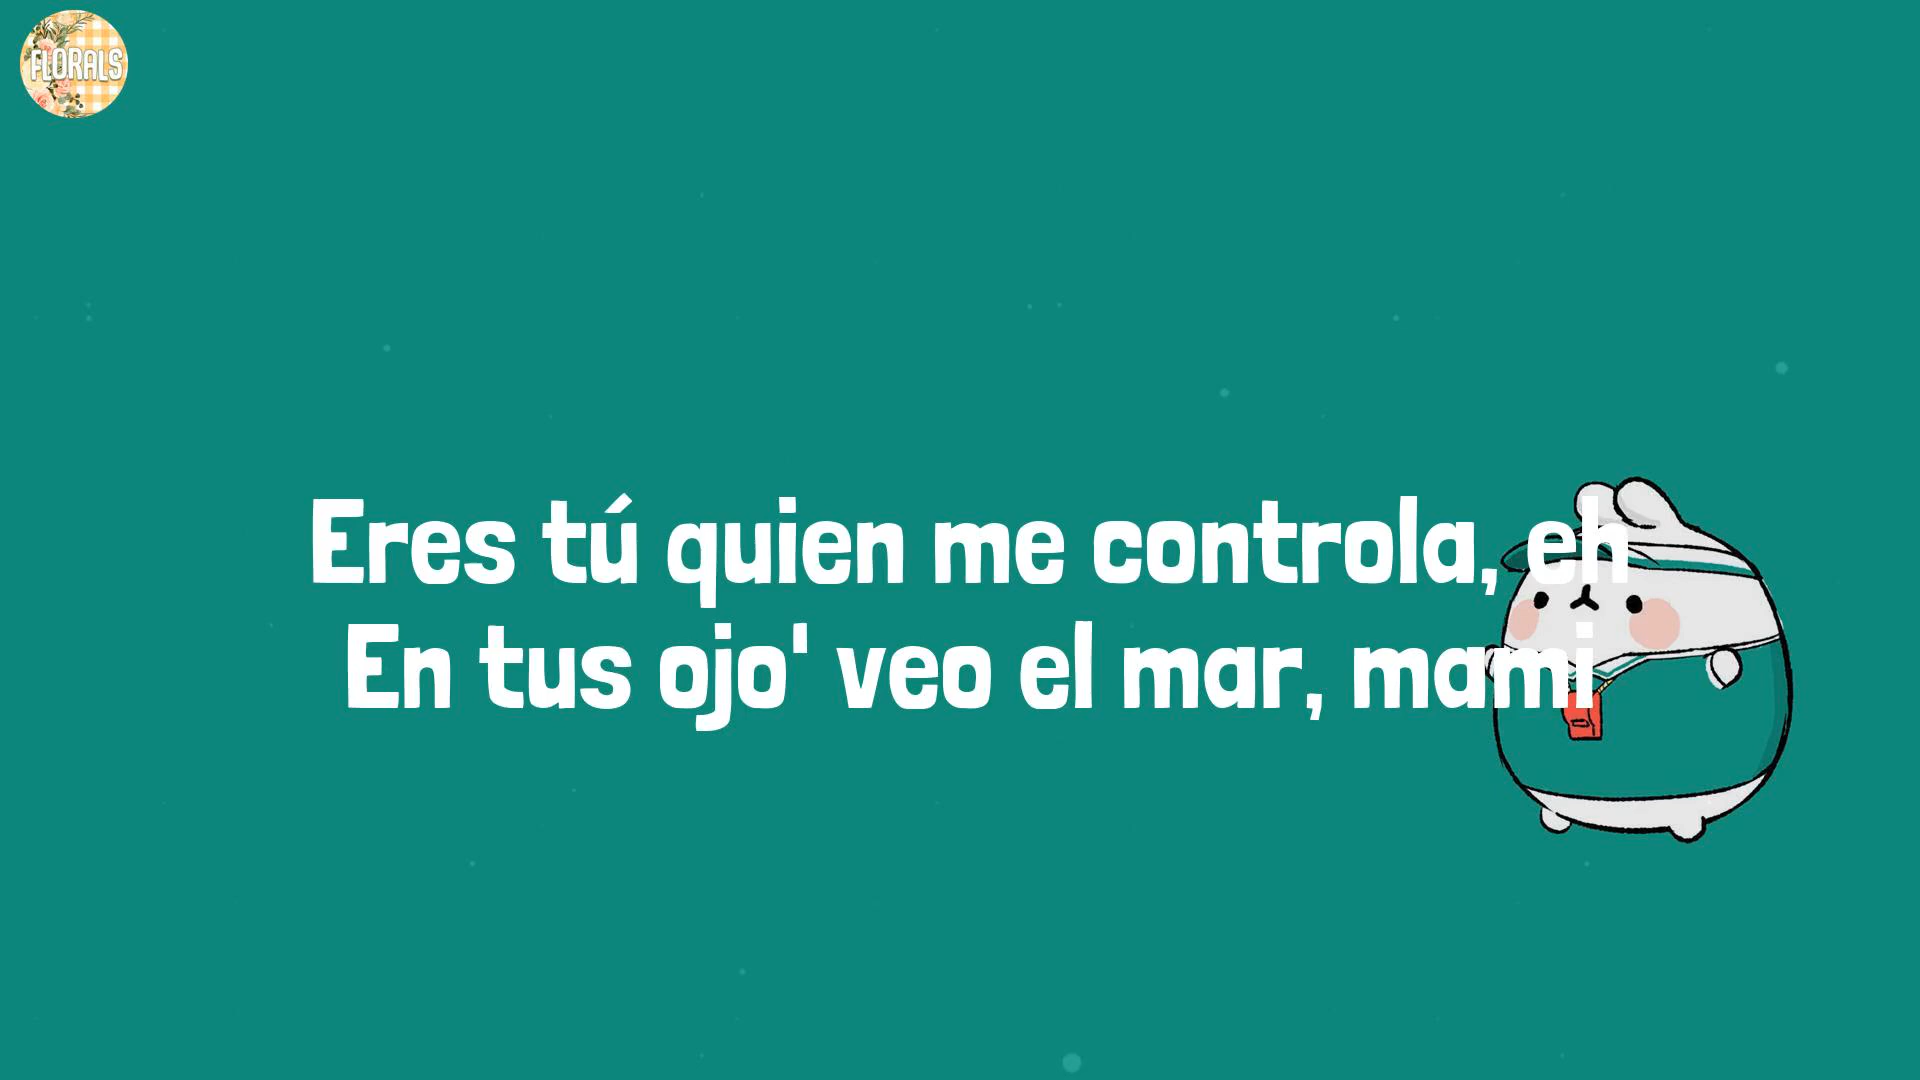 FLORALS
Eres tú quien me controla, eh
En tus ojo' veo el mar, mami